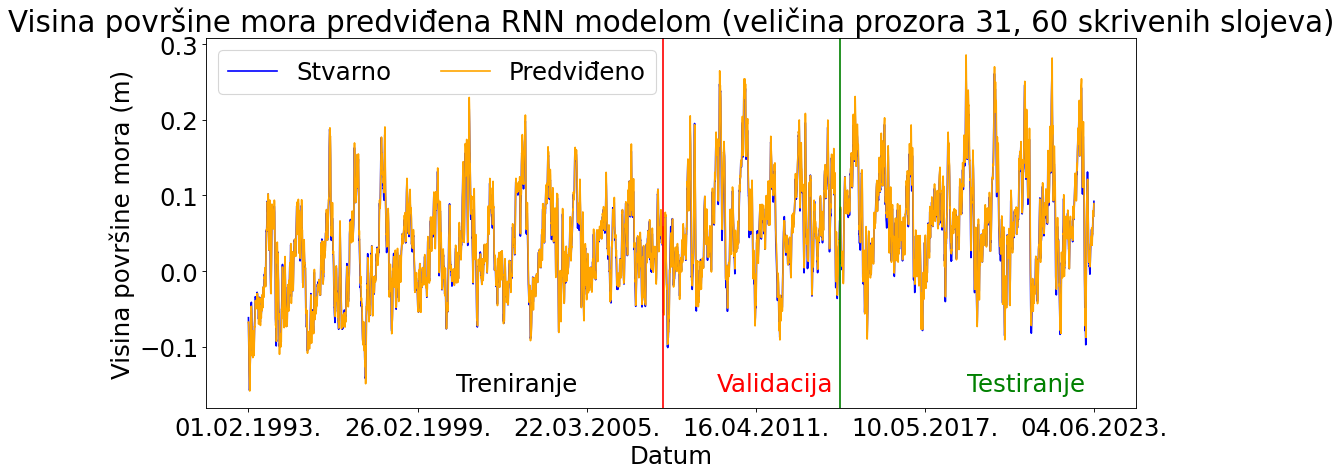 Visina površine mora predviđena RNN modelom (veličina prozora 31, 60 skrivenih slojeva)
Stvarno
Predviđeno
Visina površine mora (m)
0.3
0.2
0.1
0.0
−0.1
Treniranje
Validacija
Testiranje
01.02.1993.
26.02.1999.
22.03.2005.
16.04.2011.
10.05.2017.
04.06.2023.
Datum